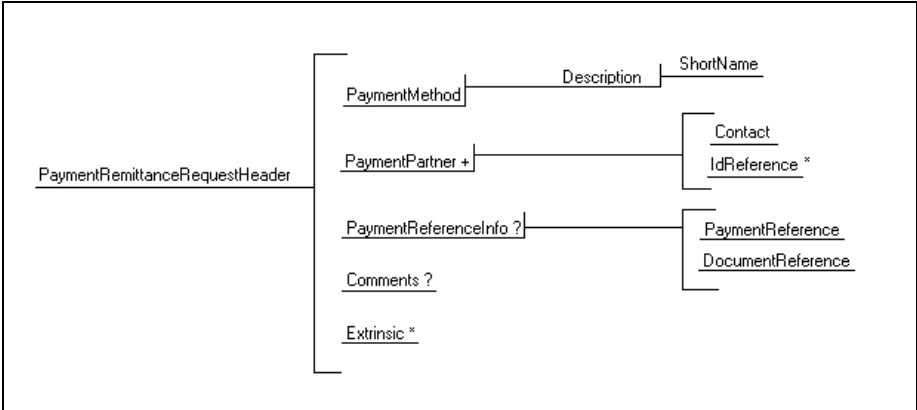 ShortName
Description
PaymentMethod
Contact
PaymentPartner +
IdReference *
PaymentRemittanceRequestHeader
PaymentReferenceInfo ?
PaymentReference
DocumentReference
Comments ?
Extrinsic *